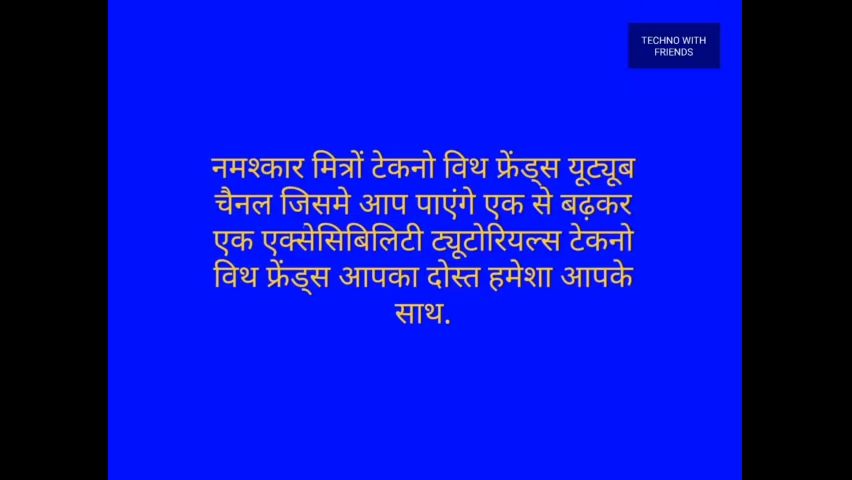 TECHNO WITH
FRIENDS
नमश्कार मित्रों टेकनो विथ फ्रेंड्स यूट्यूब
चैनल जिसमे आप पाएंगे एक से बढ़कर
एक एक्सेसिबिलिटी ट्यूटोरियल्स टेकनो
विथ फ्रेंड्स आपका दोस्त हमेशा आपके
साथ.